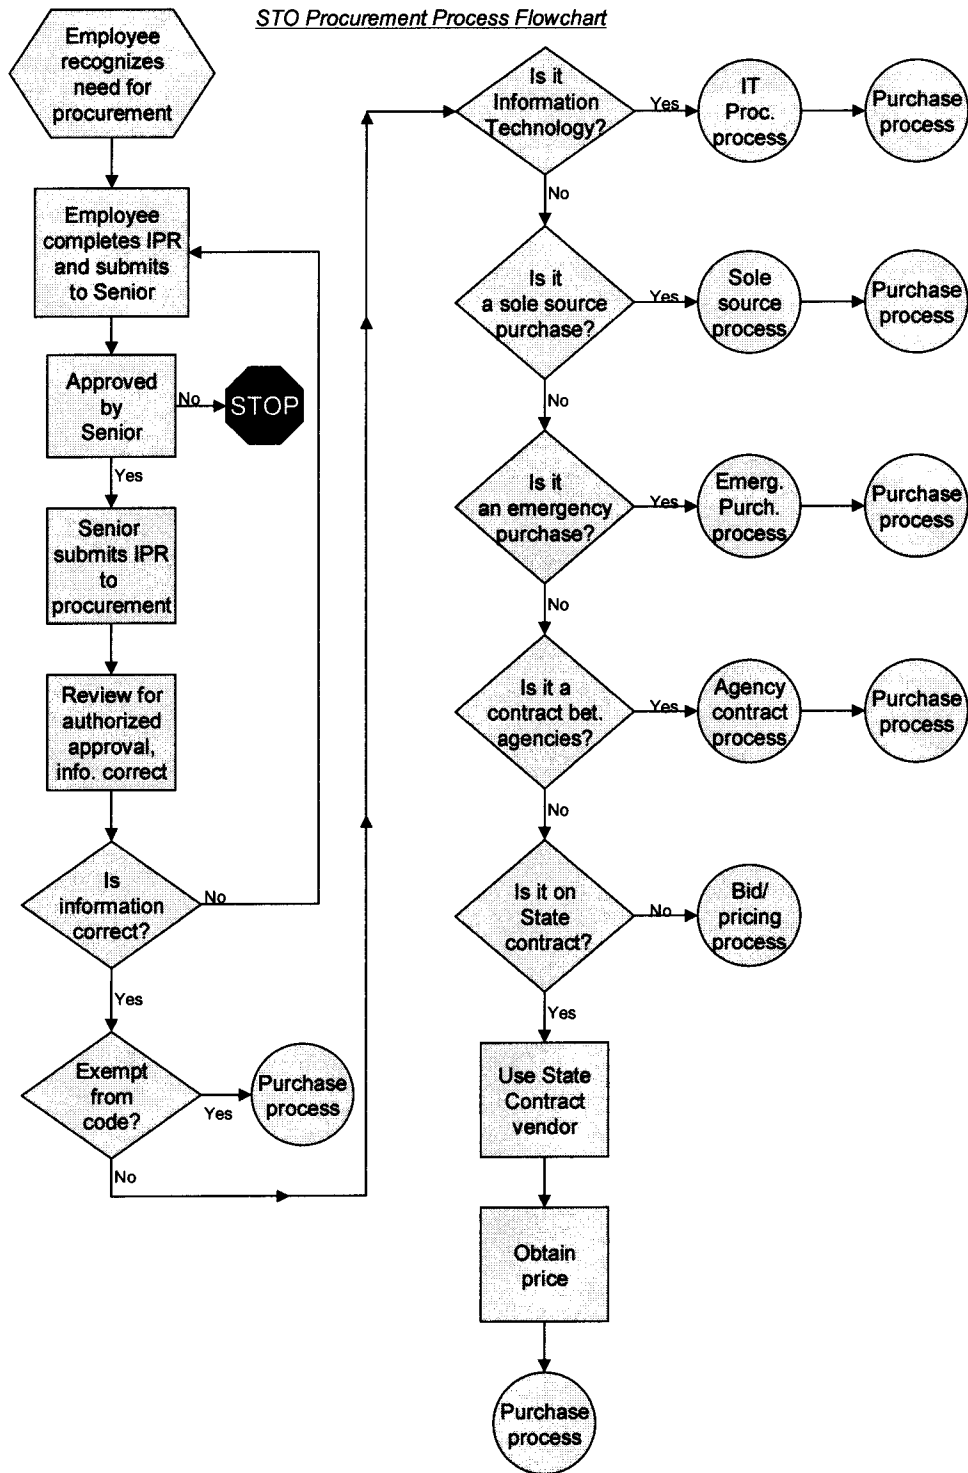 STO Procurement Process Flowchart
Employee
recognizes
need for
procurement
Employee
completes IPR
and submits
to Senior
Approved
by
Senior
No
STOP
Yes
Senior
submits IPR
to
procurement
Review for
authorized
approval,
info. correct
Is
information
correct?
No
Yes
Exempt
from
code?
Yes
Purchase
process
No
Is it
Information
Technology?
Yes
IT
Proc.
process
Purchase
process
No
Is it
a sole source
purchase?
Yes
Sole
source
process
Purchase
process
No
Is it
an emergency
purchase?
Yes
Emerg.
Purch.
process
Purchase
process
No
Is it a
contract bet.
agencies?
Yes
Agency
contract
process
Purchase
process
No
Is it on
State
contract?
No
Bid/
pricing
process
Yes
Use State
Contract
vendor
Obtain
price
Purchase
process